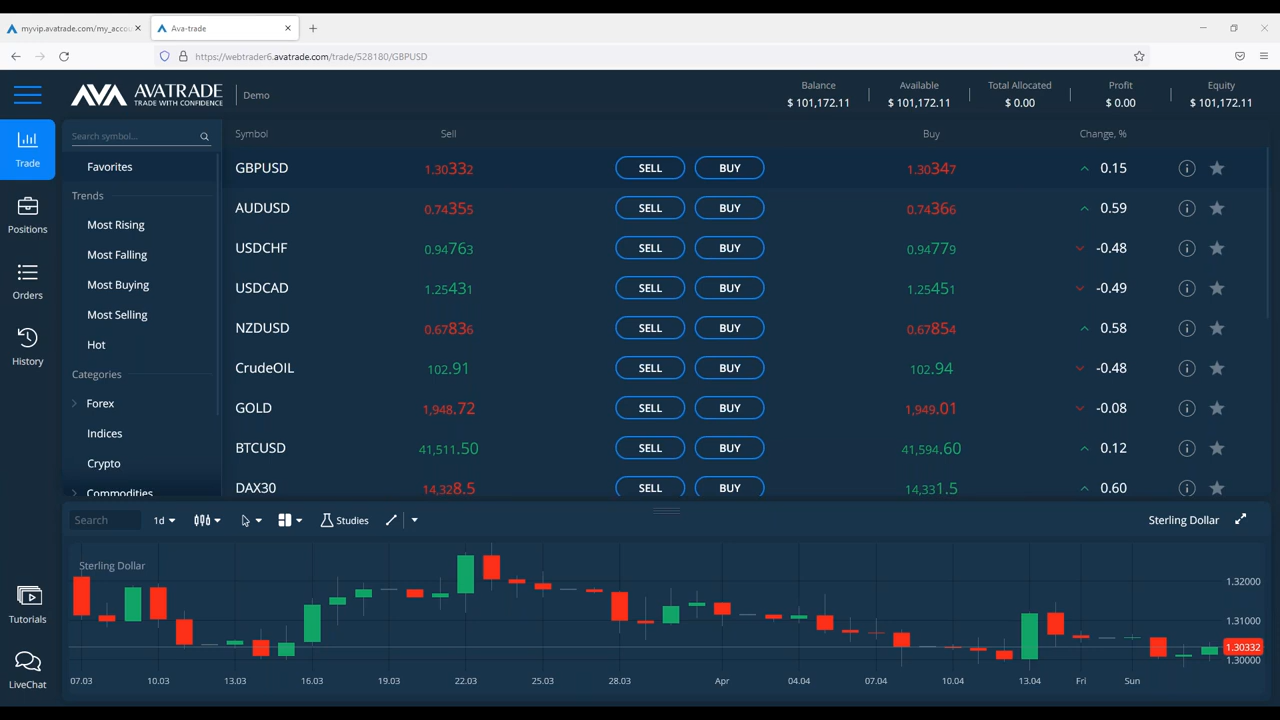 myvip.avatrade.com/my_acco
Ava-trade
https://webtrader6.avatrade.com/trade/528180/GBPUSD
AVATRADE
TRADE WITH CONFIDENCE
Demo
Balance
$ 101,172.11
Available
$ 101,172.11
Total Allocated
$ 0.00
Profit
$ 0.00
Equity
$ 101,172.11
Trade
Positions
Orders
History
Tutorials
LiveChat
Search symbol...
Favorites
Trends
Most Rising
Most Falling
Most Buying
Most Selling
Hot
Categories
Forex
Indices
Crypto
Commodities
Symbol Sell Buy Change, %
GBPUSD 1.30332 SELL BUY 1.30347 0.15
AUDUSD 0.74355 SELL BUY 0.74366 0.59
USDCHF 0.94763 SELL BUY 0.94779 -0.48
USDCAD 1.25431 SELL BUY 1.25451 -0.49
NZDUSD 0.67836 SELL BUY 0.67854 0.58
CrudeOIL 102.91 SELL BUY 102.94 -0.48
GOLD 1,948.72 SELL BUY 1,949.01 -0.08
BTCUSD 41,511.50 SELL BUY 41,594.60 0.12
DAX30 14,328.5 SELL BUY 14,331.5 0.60
Search 1d Studies Sterling Dollar
Sterling Dollar
1.32000
1.31000
1.30332
1.30000
07.03 10.03 13.03 16.03 19.03 22.03 25.03 28.03 Apr 04.04 07.04 10.04 13.04 Fri Sun